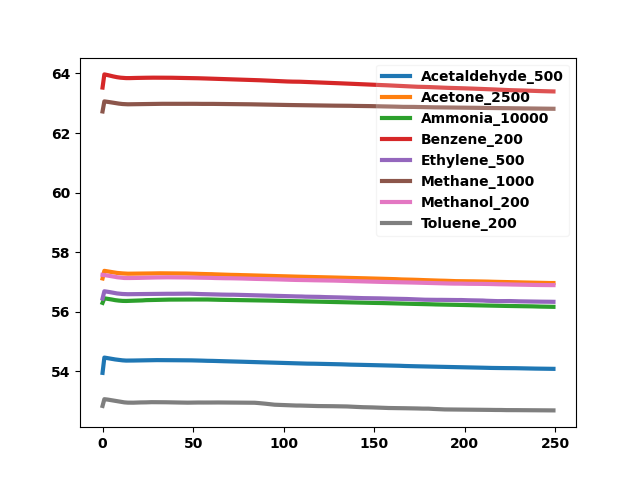 64
62
60
58
56
54
0 50 100 150 200 250
Acetaldehyde_500
Acetone_2500
Ammonia_10000
Benzene_200
Ethylene_500
Methane_1000
Methanol_200
Toluene_200